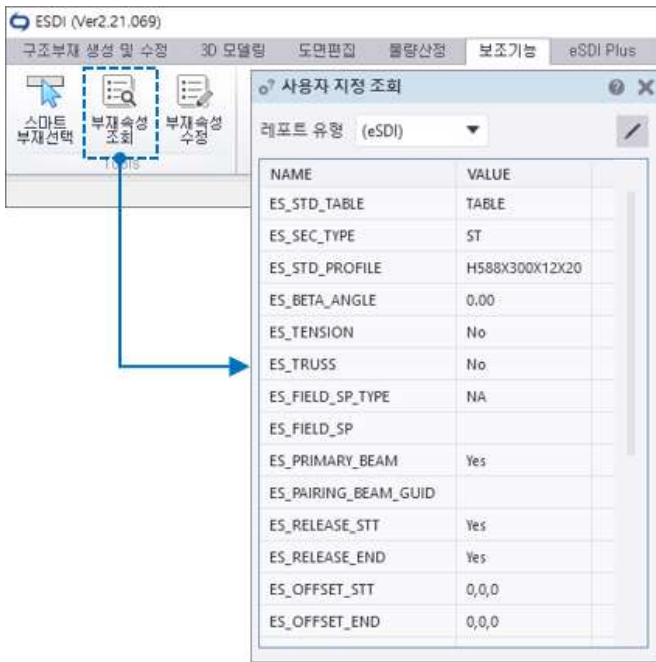 ESDI (Ver2.21.069)
구조부재 생성 및 수정 3D 모델링 도면편집 물량산정 보조기능 eSDI Plus
스마트 부재선택
부재속성 조회
부재속성 수정
Tools
사용자 지정 조회
레포트 유형 (eSDI)
NAME VALUE
ES_STD_TABLE TABLE
ES_SEC_TYPE ST
ES_STD_PROFILE H588X300X12X20
ES_BETA_ANGLE 0.00
ES_TENSION No
ES_TRUSS No
ES_FIELD_SP_TYPE NA
ES_FIELD_SP
ES_PRIMARY_BEAM Yes
ES_PAIRING_BEAM_GUID
ES_RELEASE_STT Yes
ES_RELEASE_END Yes
ES_OFFSET_STT 0,0,0
ES_OFFSET_END 0,0,0